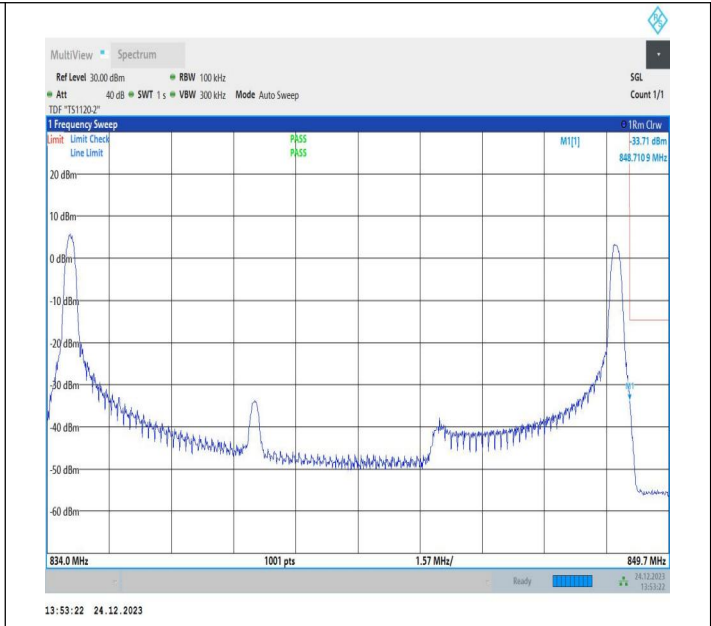 R&S
MultiView Spectrum
Ref Level 30.00 dBm RBW 100 kHz SGL
Att 40 dB SWT 1 s VBW 300 kHz Mode Auto Sweep Count 1/1
TDF "TS1120-2"
1 Frequency Sweep 1Rm Clrw
Limit Limit Check PASS M1[1] -33.71 dBm
Line Limit PASS 848.710 9 MHz
20 dBm
10 dBm
0 dBm
-10 dBm
-20 dBm
-30 dBm
M1
-40 dBm
-50 dBm
-60 dBm
834.0 MHz 1001 pts 1.57 MHz/ 849.7 MHz
Ready 24.12.2023
13:53:22
13:53:22 24.12.2023